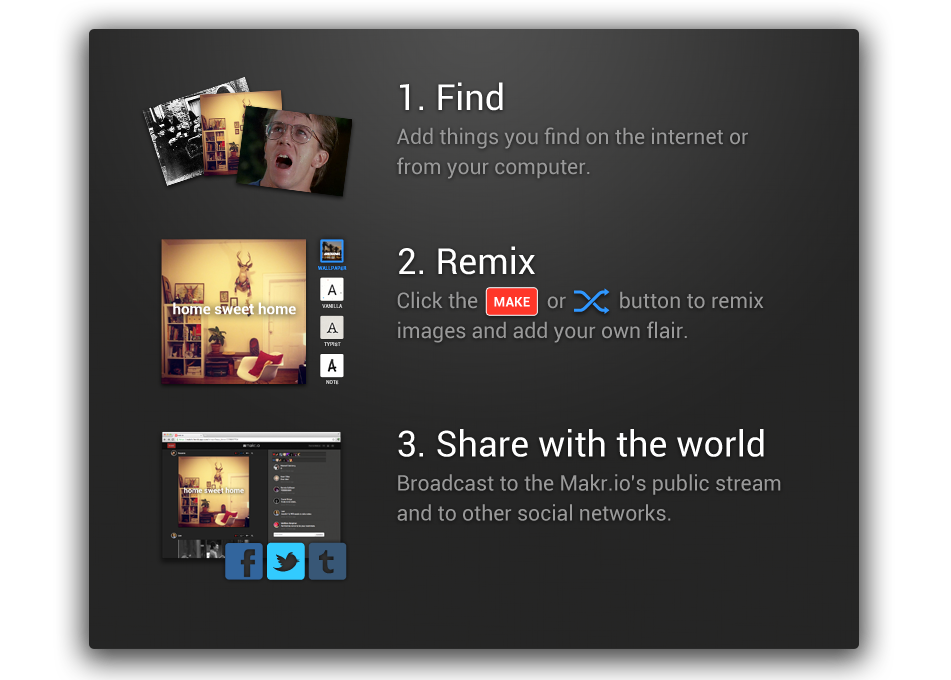 1. Find
Add things you find on the internet or
from your computer.
home sweet home
WALLPAPER
A
VANILLA
A
TYPIST
A
NOTE
2. Remix
Click the MAKE or button to remix
images and add your own flair.
home sweet home
3. Share with the world
Broadcast to the Makr.io's public stream
and to other social networks.